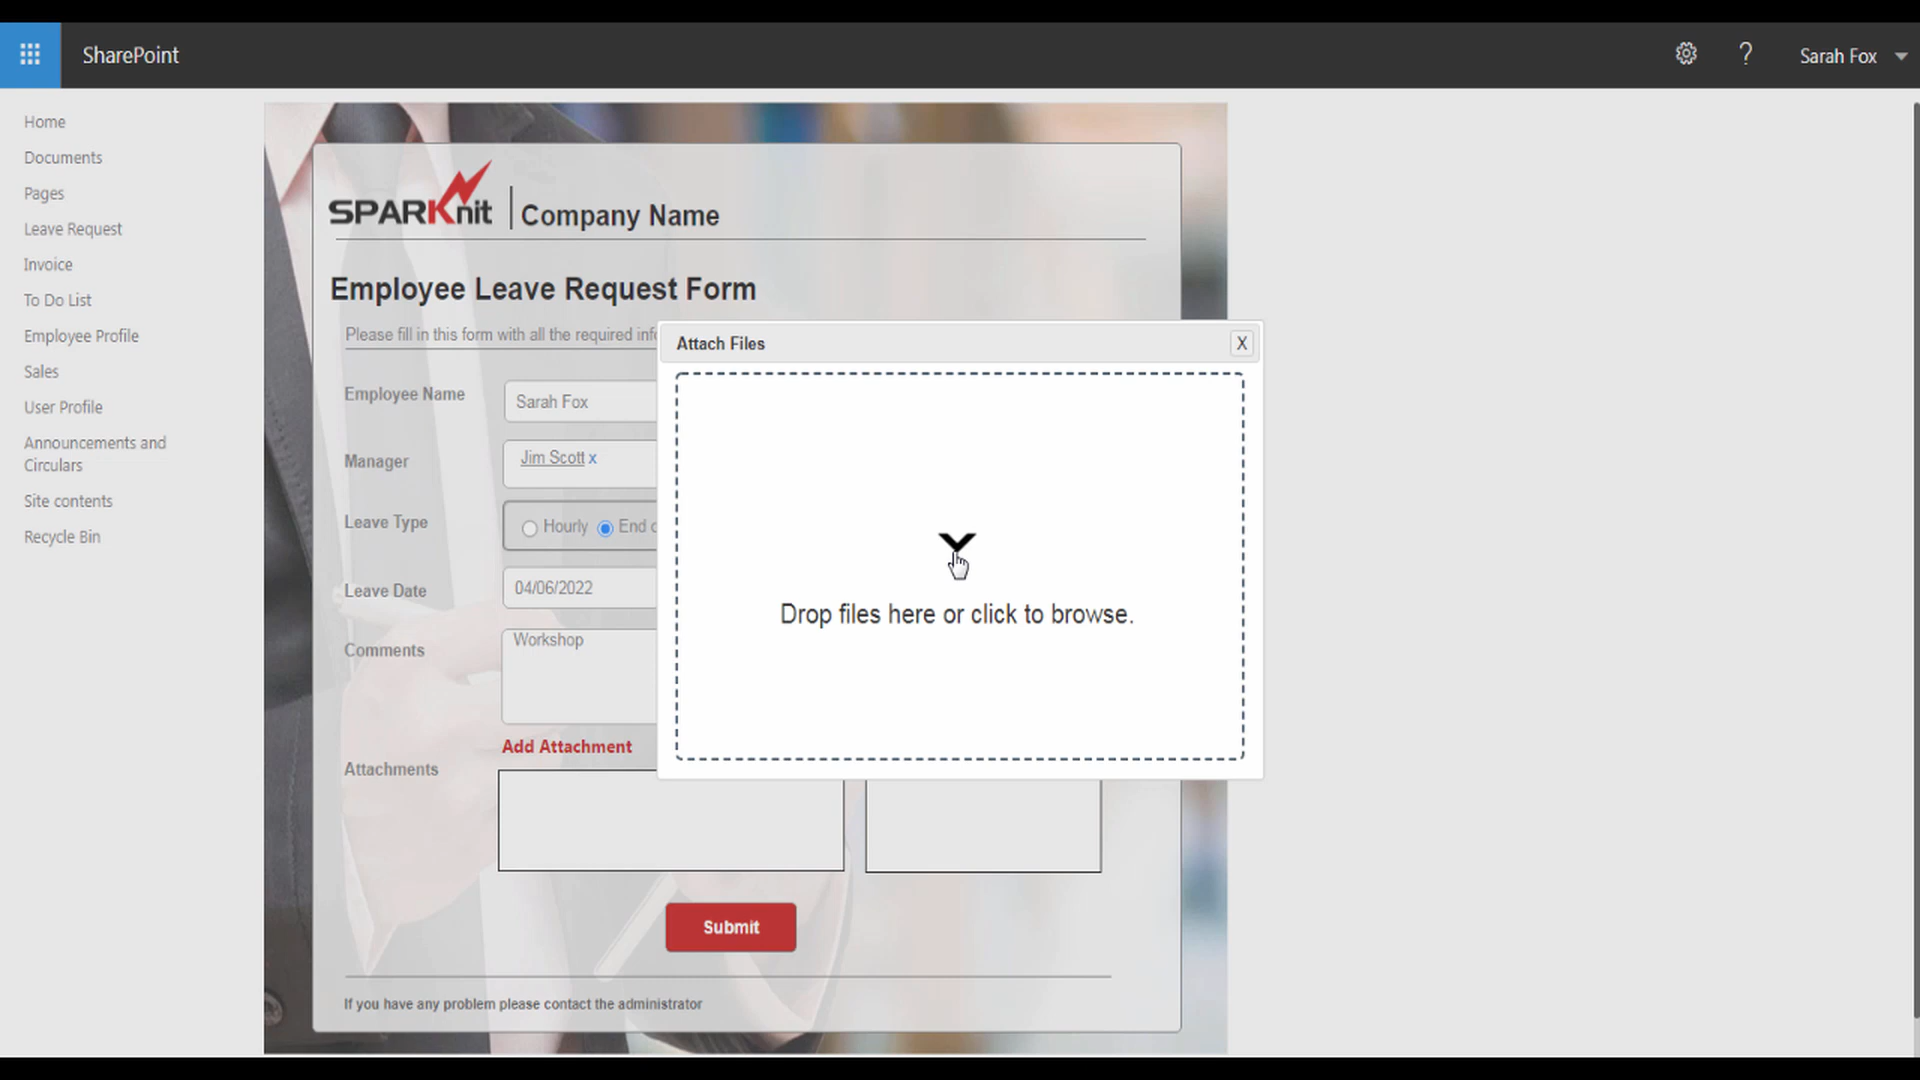 SharePoint
? Sarah Fox
Home
Documents
Pages
Leave Request
Invoice
To Do List
Employee Profile
Sales
User Profile
Announcements and
Circulars
Site contents
Recycle Bin
SPARKnit Company Name
Employee Leave Request Form
Please fill in this form with all the required
Employee Name Sarah Fox
Manager Jim Scott x
Leave Type Hourly End
Leave Date 04/06/2022
Comments Workshop
Add Attachment
Attachments
Submit
If you have any problem please contact the administrator
Attach Files X
Drop files here or click to browse.